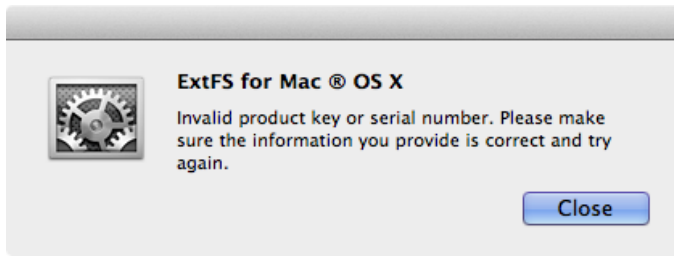 ExtFS for Mac ® OS X
Invalid product key or serial number. Please make
sure the information you provide is correct and try
again.
Close